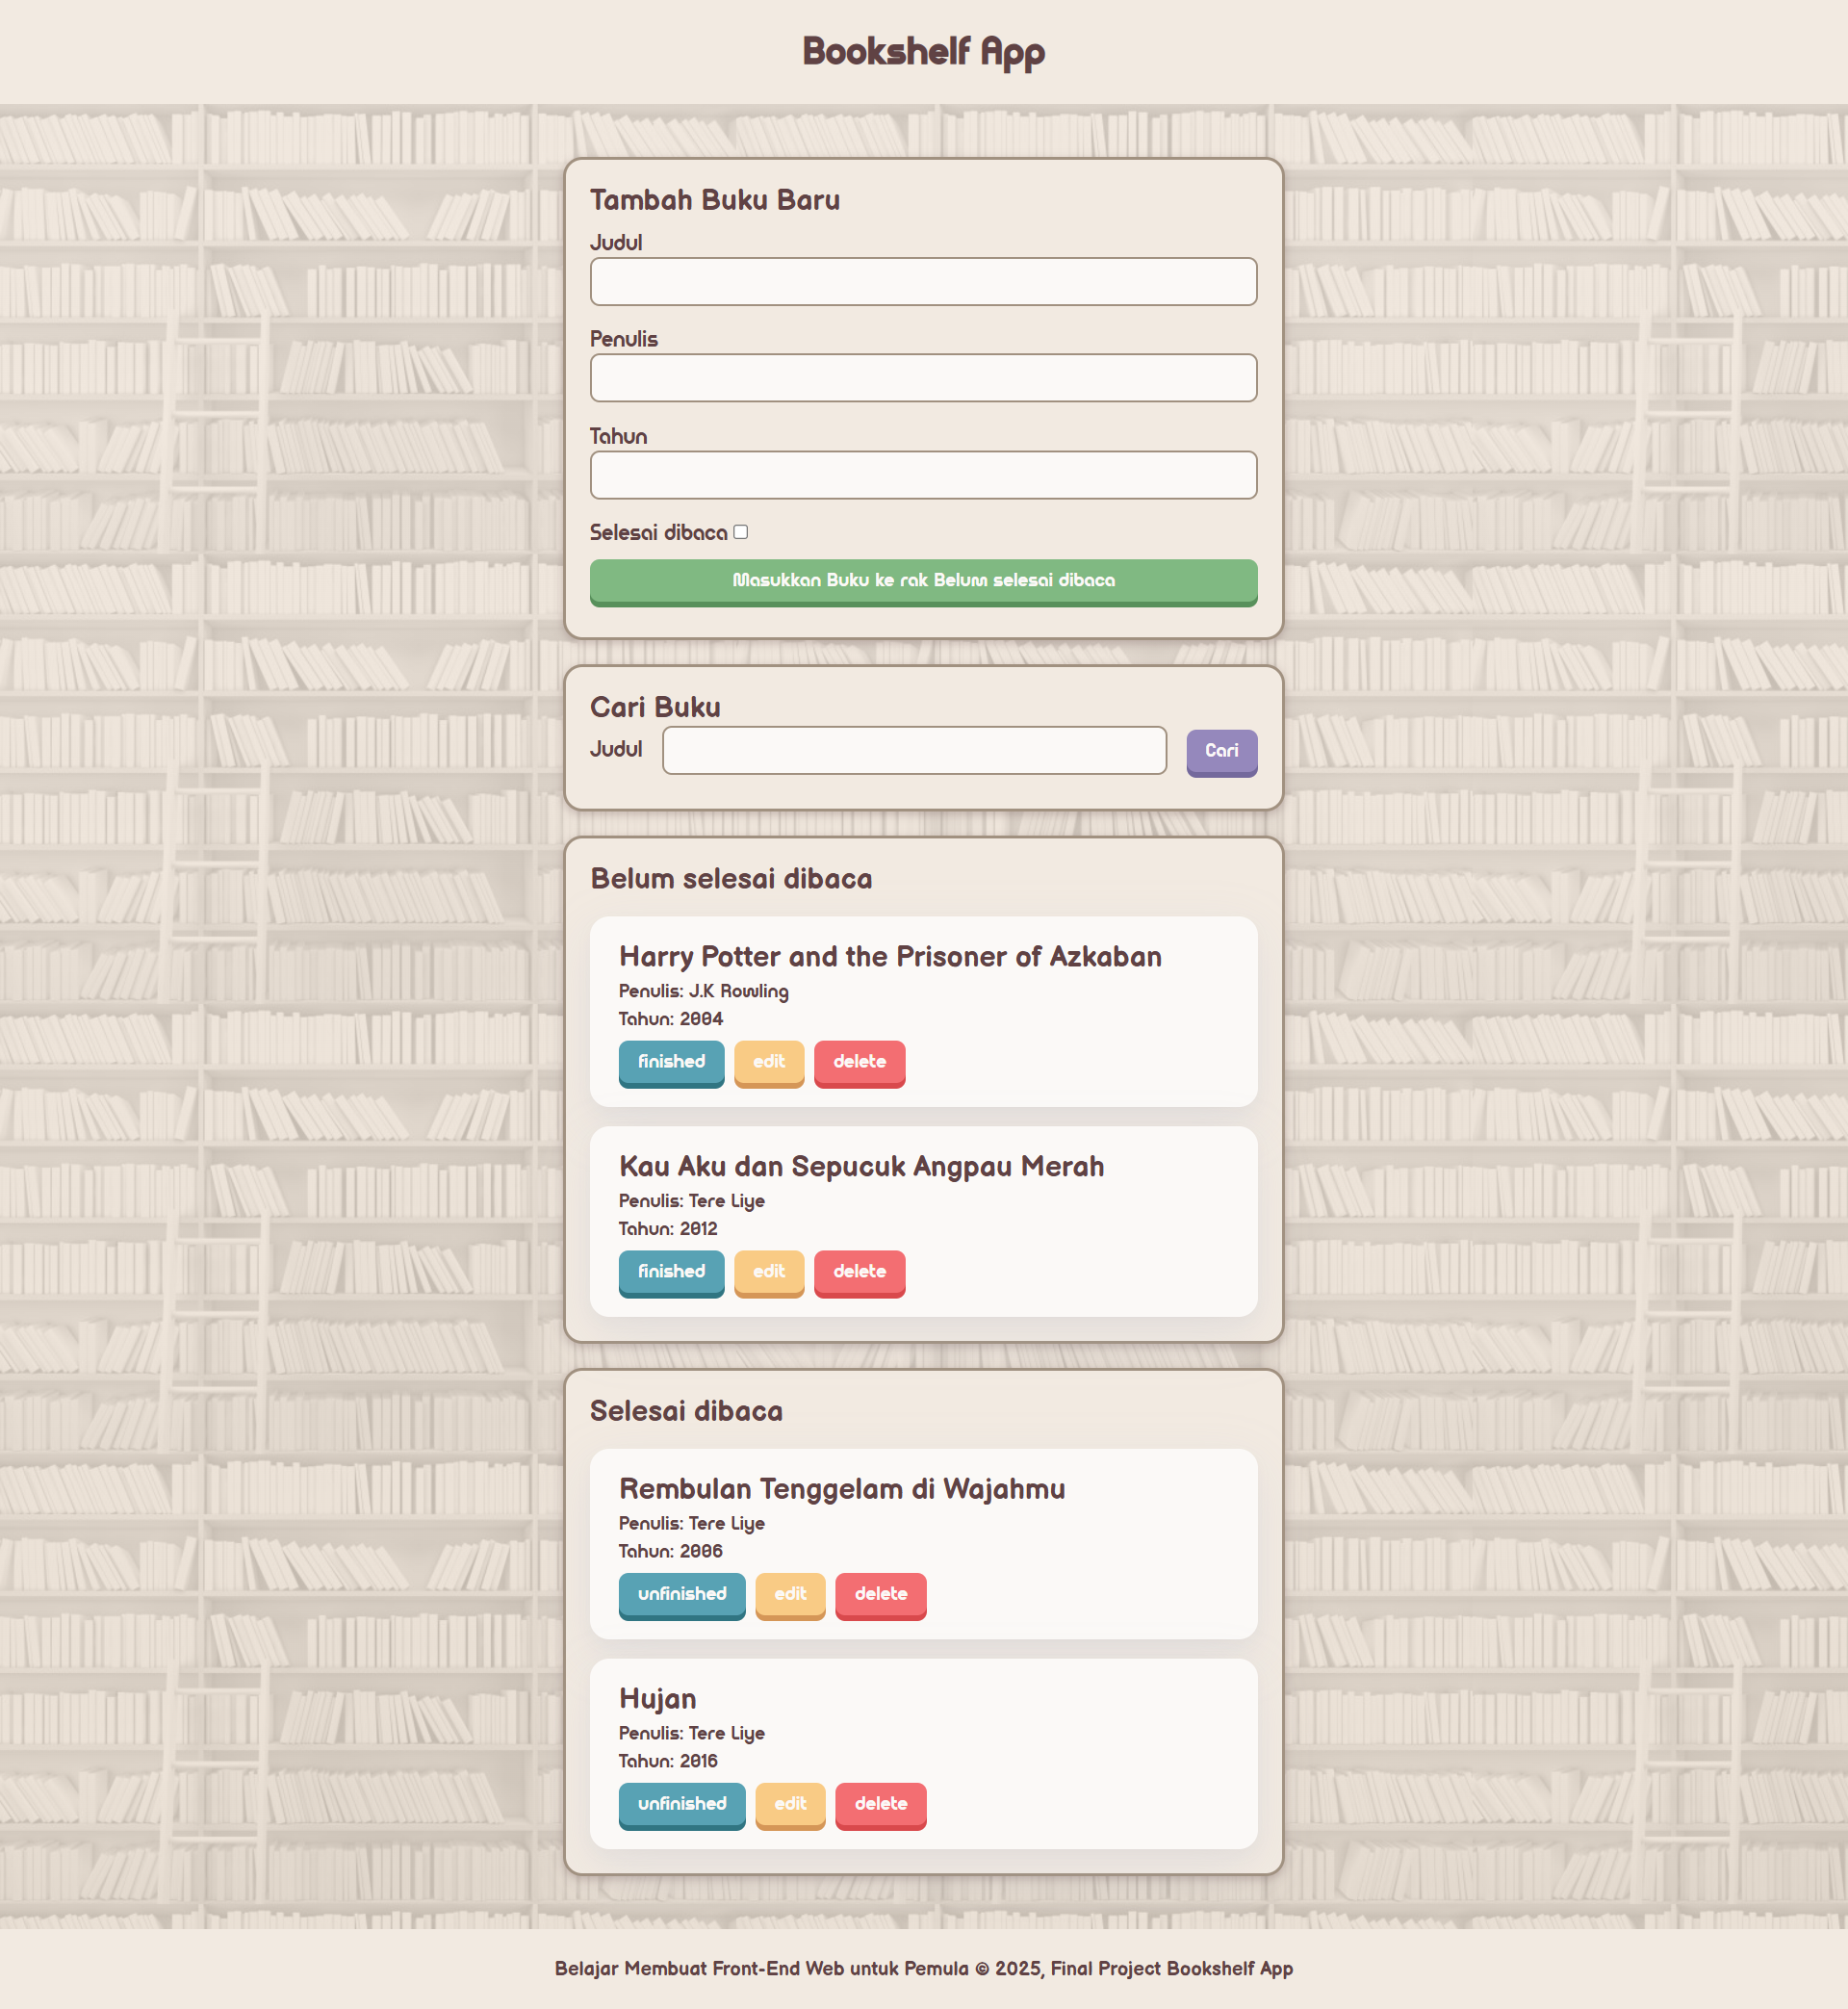 Bookshelf App
Tambah Buku Baru
Judul
Penulis
Tahun
Selesai dibaca
Masukkan Buku ke rak Belum selesai dibaca
Cari Buku
Judul Cari
Belum selesai dibaca
Harry Potter and the Prisoner of Azkaban
Penulis: J.K Rowling
Tahun: 2004
finished edit delete
Kau Aku dan Sepucuk Angpau Merah
Penulis: Tere Liye
Tahun: 2012
finished edit delete
Selesai dibaca
Rembulan Tenggelam di Wajahmu
Penulis: Tere Liye
Tahun: 2006
unfinished edit delete
Hujan
Penulis: Tere Liye
Tahun: 2016
unfinished edit delete
Belajar Membuat Front-End Web untuk Pemula © 2025, Final Project Bookshelf App